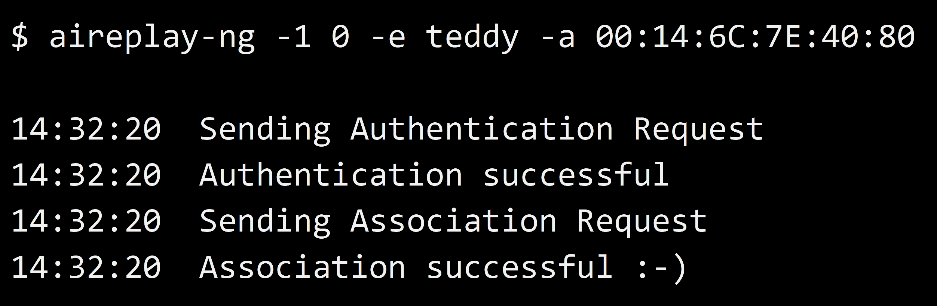 $ aireplay-ng -1 0 -e teddy -a 00:14:6C:7E:40:80
14:32:20  Sending Authentication Request
14:32:20  Authentication successful
14:32:20  Sending Association Request
14:32:20  Association successful :-)